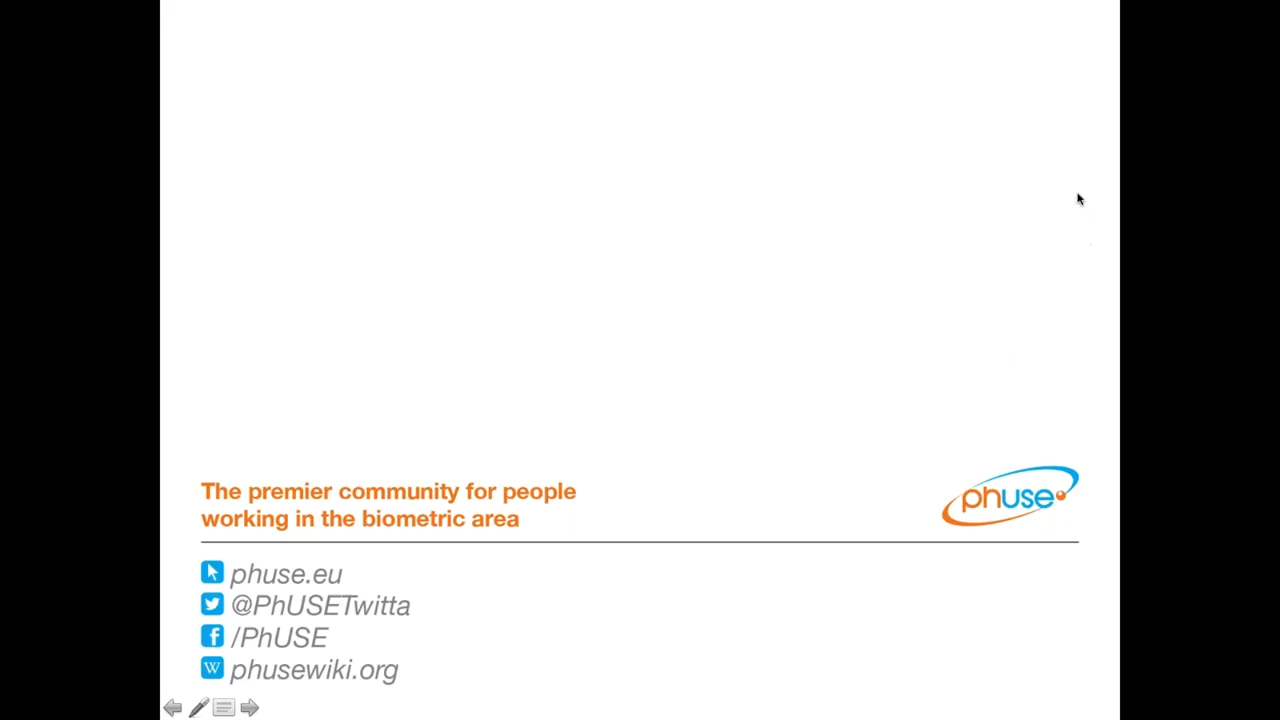 The premier community for people
working in the biometric area
phuse
phuse.eu
@PhUSETwitta
/PhUSE
W phusewiki.org